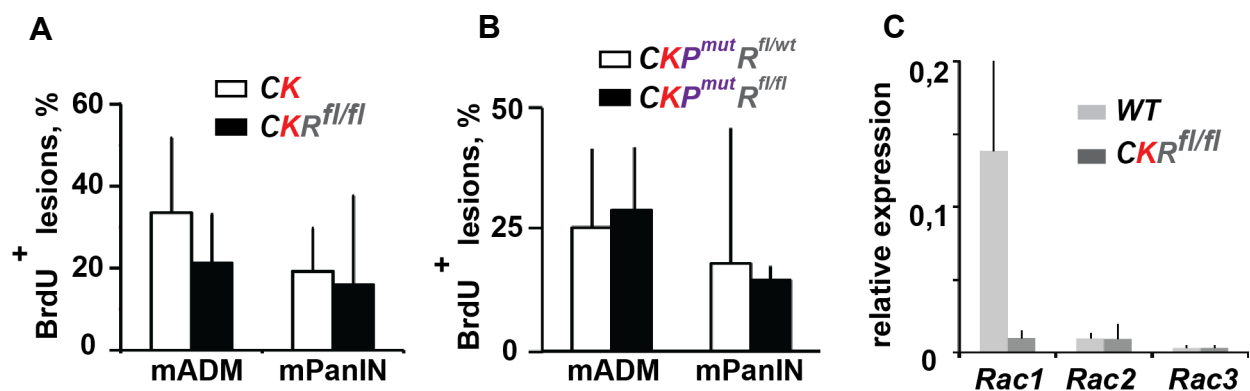 A
BrdU+ lesions, %
60
40
20
0
CK
CKR^fl/fl
mADM mPanIN
B
BrdU+ lesions, %
50
25
0
CKP^mut R^fl/wt
CKP^mut R^fl/fl
mADM mPanIN
C
relative expression
0,2
0,1
0
WT
CKR^fl/fl
Rac1 Rac2 Rac3